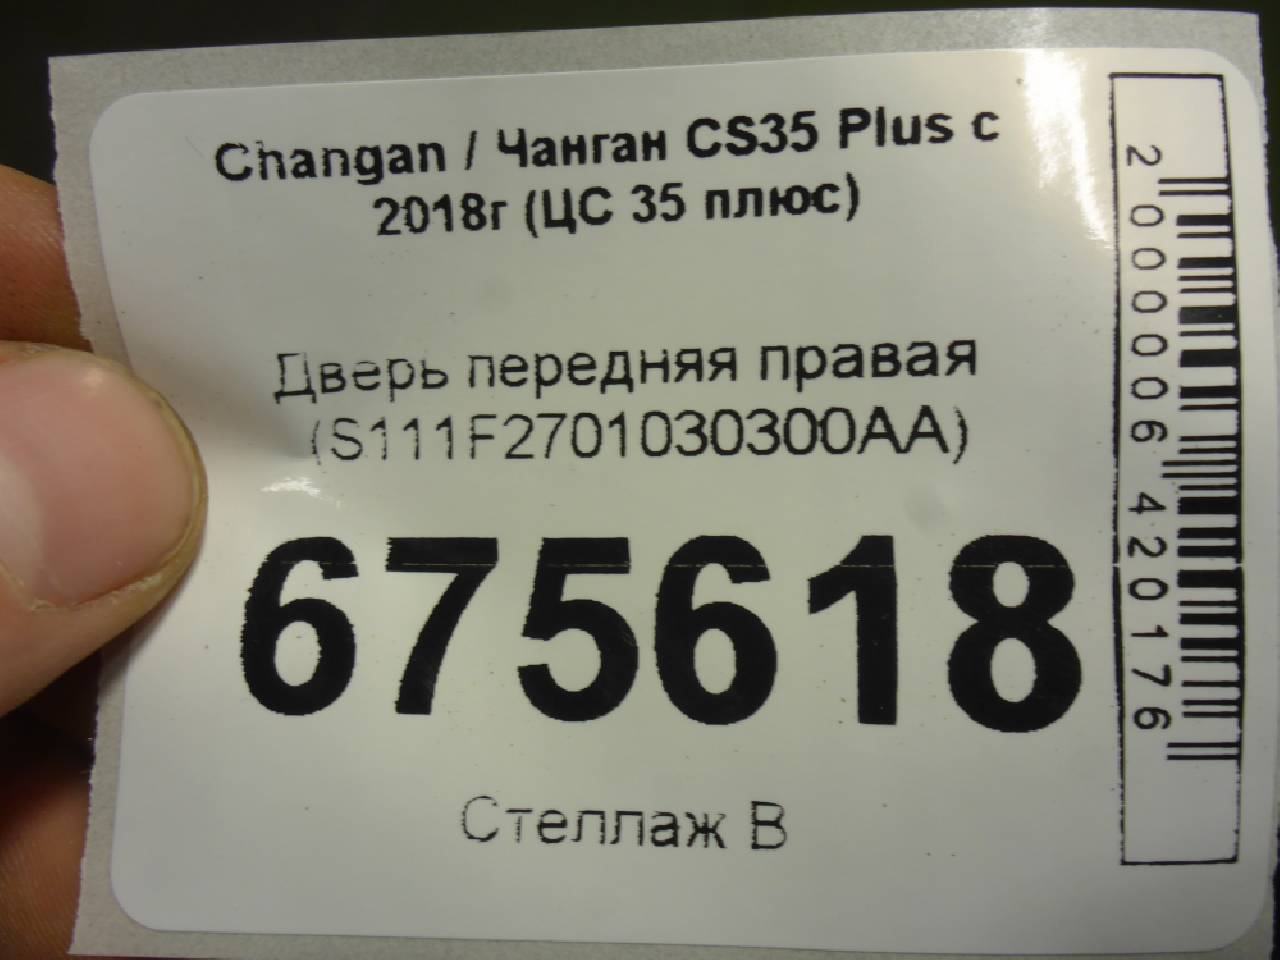 Changan / Чанган CS35 Plus с
2018г (ЦС 35 плюс)
Дверь передняя правая
(S111F2701030300AA)
675618
Стеллаж В
2000006420176